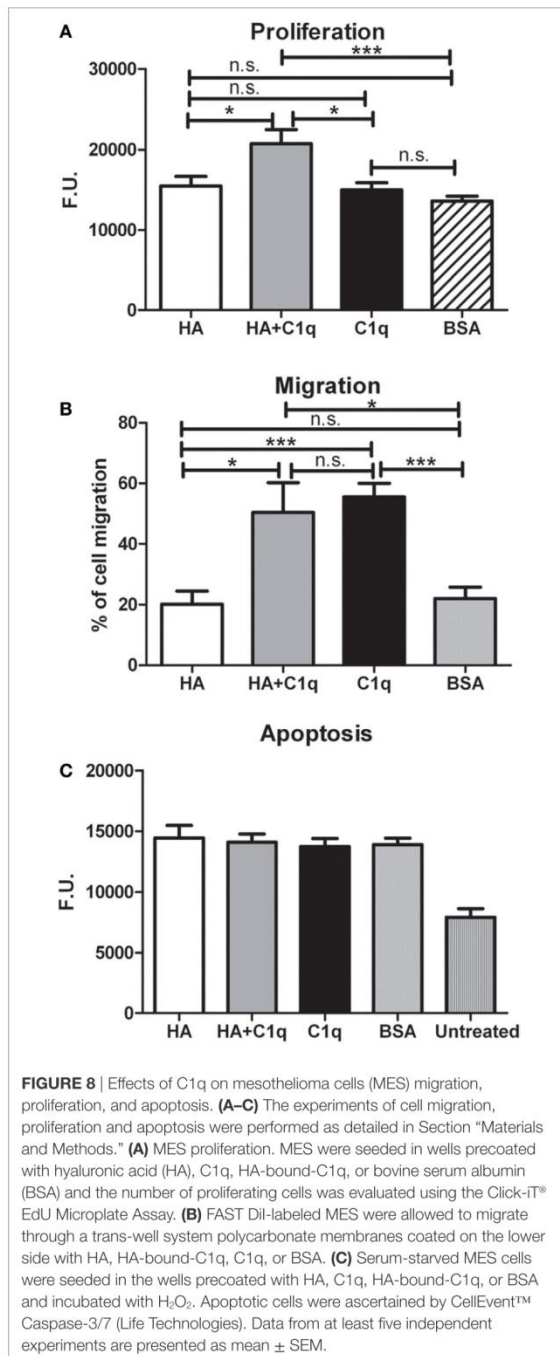 A
Proliferation
***
n.s.
n.s.
*
*
n.s.
30000
20000
10000
0
F.U.
HA
HA+C1q
C1q
BSA
Migration
B
*
n.s.
***
*
n.s.
***
80
60
40
20
0
% of cell migration
HA
HA+C1q
C1q
BSA
Apoptosis
C
20000
15000
10000
5000
0
F.U.
HA
HA+C1q
C1q
BSA
Untreated
FIGURE 8 | Effects of C1q on mesothelioma cells (MES) migration,
proliferation, and apoptosis. (A–C) The experiments of cell migration,
proliferation and apoptosis were performed as detailed in Section “Materials
and Methods.” (A) MES proliferation. MES were seeded in wells precoated
with hyaluronic acid (HA), C1q, HA-bound-C1q, or bovine serum albumin
(BSA) and the number of proliferating cells was evaluated using the Click-iT®
EdU Microplate Assay. (B) FAST DiI-labeled MES were allowed to migrate
through a trans-well system polycarbonate membranes coated on the lower
side with HA, HA-bound-C1q, C1q, or BSA. (C) Serum-starved MES cells
were seeded in the wells precoated with HA, C1q, HA-bound-C1q, or BSA
and incubated with H₂O₂. Apoptotic cells were ascertained by CellEvent™
Caspase-3/7 (Life Technologies). Data from at least five independent
experiments are presented as mean ± SEM.